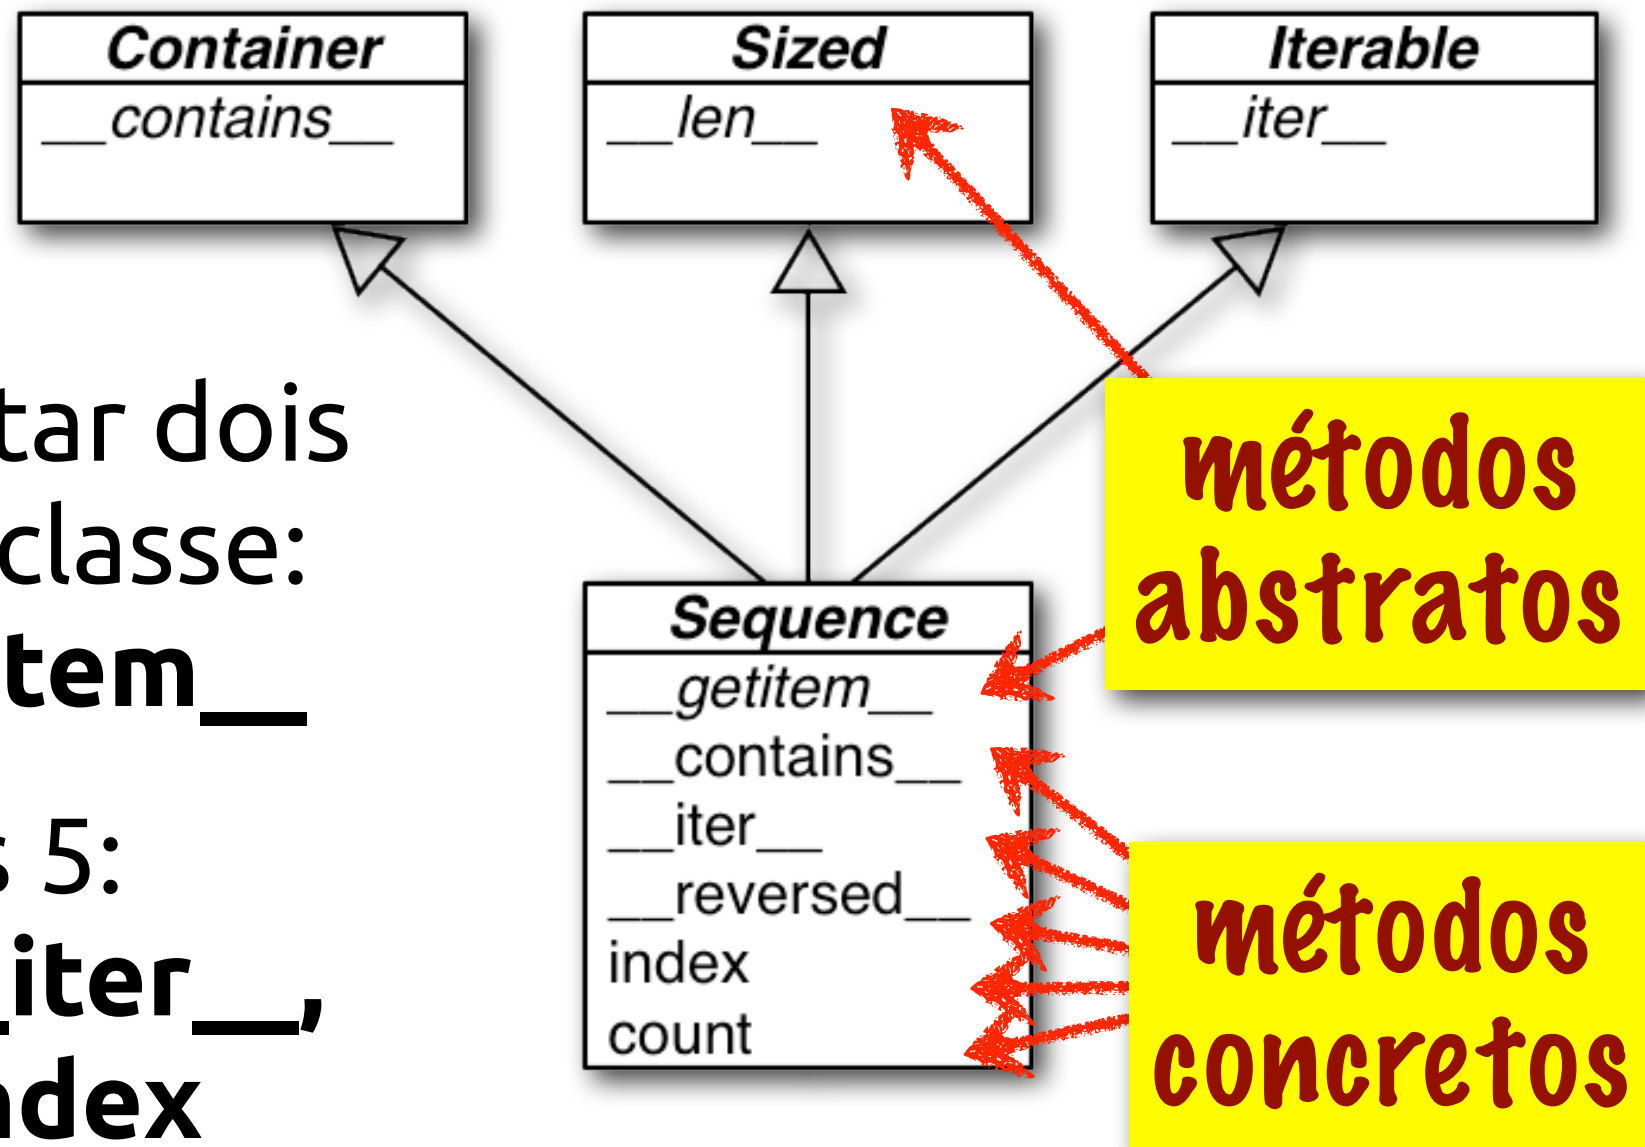 Container
__contains__
Sized
__len__
Iterable
__iter__
tar dois
classe:
tem__
s 5:
_iter__,
ndex
Sequence
__getitem__
__contains__
__iter__
__reversed__
index
count
métodos
abstratos
métodos
concretos